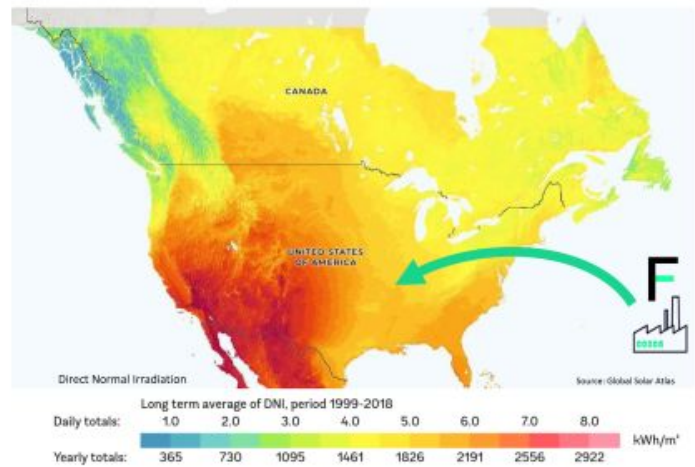 CANADA
UNITED STATES
OF AMERICA
F
Direct Normal Irradiation
Source: Global Solar Atlas
Long term average of DNI, period 1999-2018
Daily totals: 1.0 2.0 3.0 4.0 5.0 6.0 7.0 8.0
kWh/m²
Yearly totals: 365 730 1095 1461 1826 2191 2556 2922